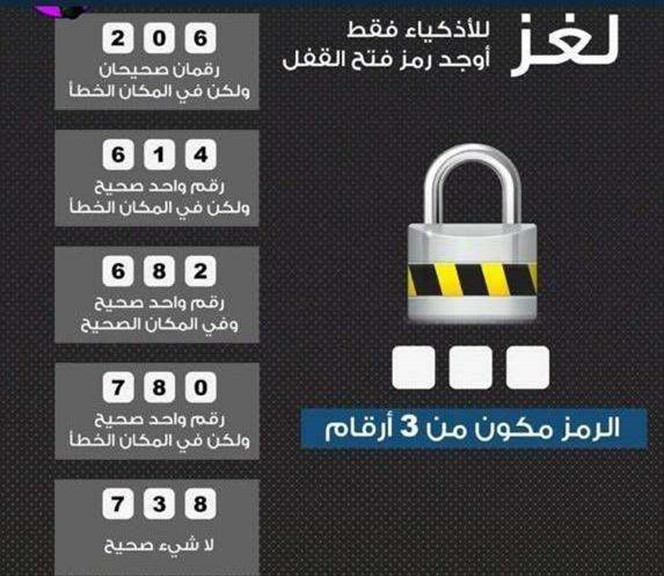 لغز
للأذكياء فقط
أوجد رمز فتح القفل
2 0 6
رقمان صحيحان
ولكن في المكان الخطأ
6 1 4
رقم واحد صحيح
ولكن في المكان الخطأ
6 8 2
رقم واحد صحيح
وفي المكان الصحيح
7 8 0
رقم واحد صحيح
ولكن في المكان الخطأ
7 3 8
لا شيء صحيح
الرمز مكون من 3 أرقام